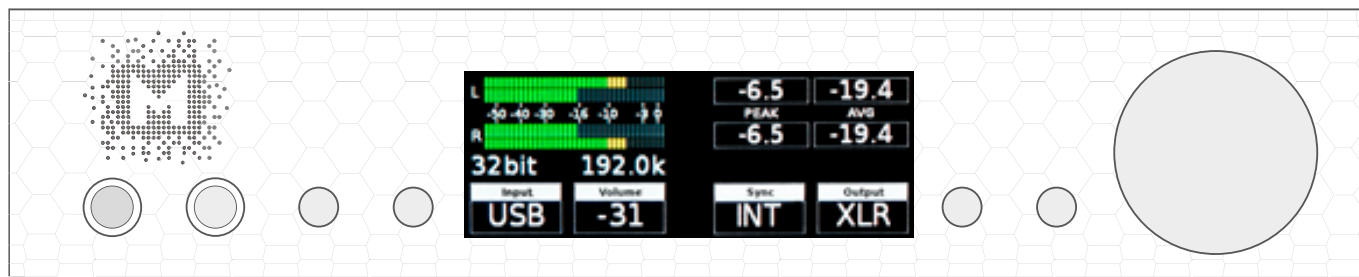 M
L
-50 -40 -30 -16 -10 -3 0
R
-6.5 -19.4
PEAK AVG
-6.5 -19.4
32bit 192.0k
Input Volume Sync Output
USB -31 INT XLR